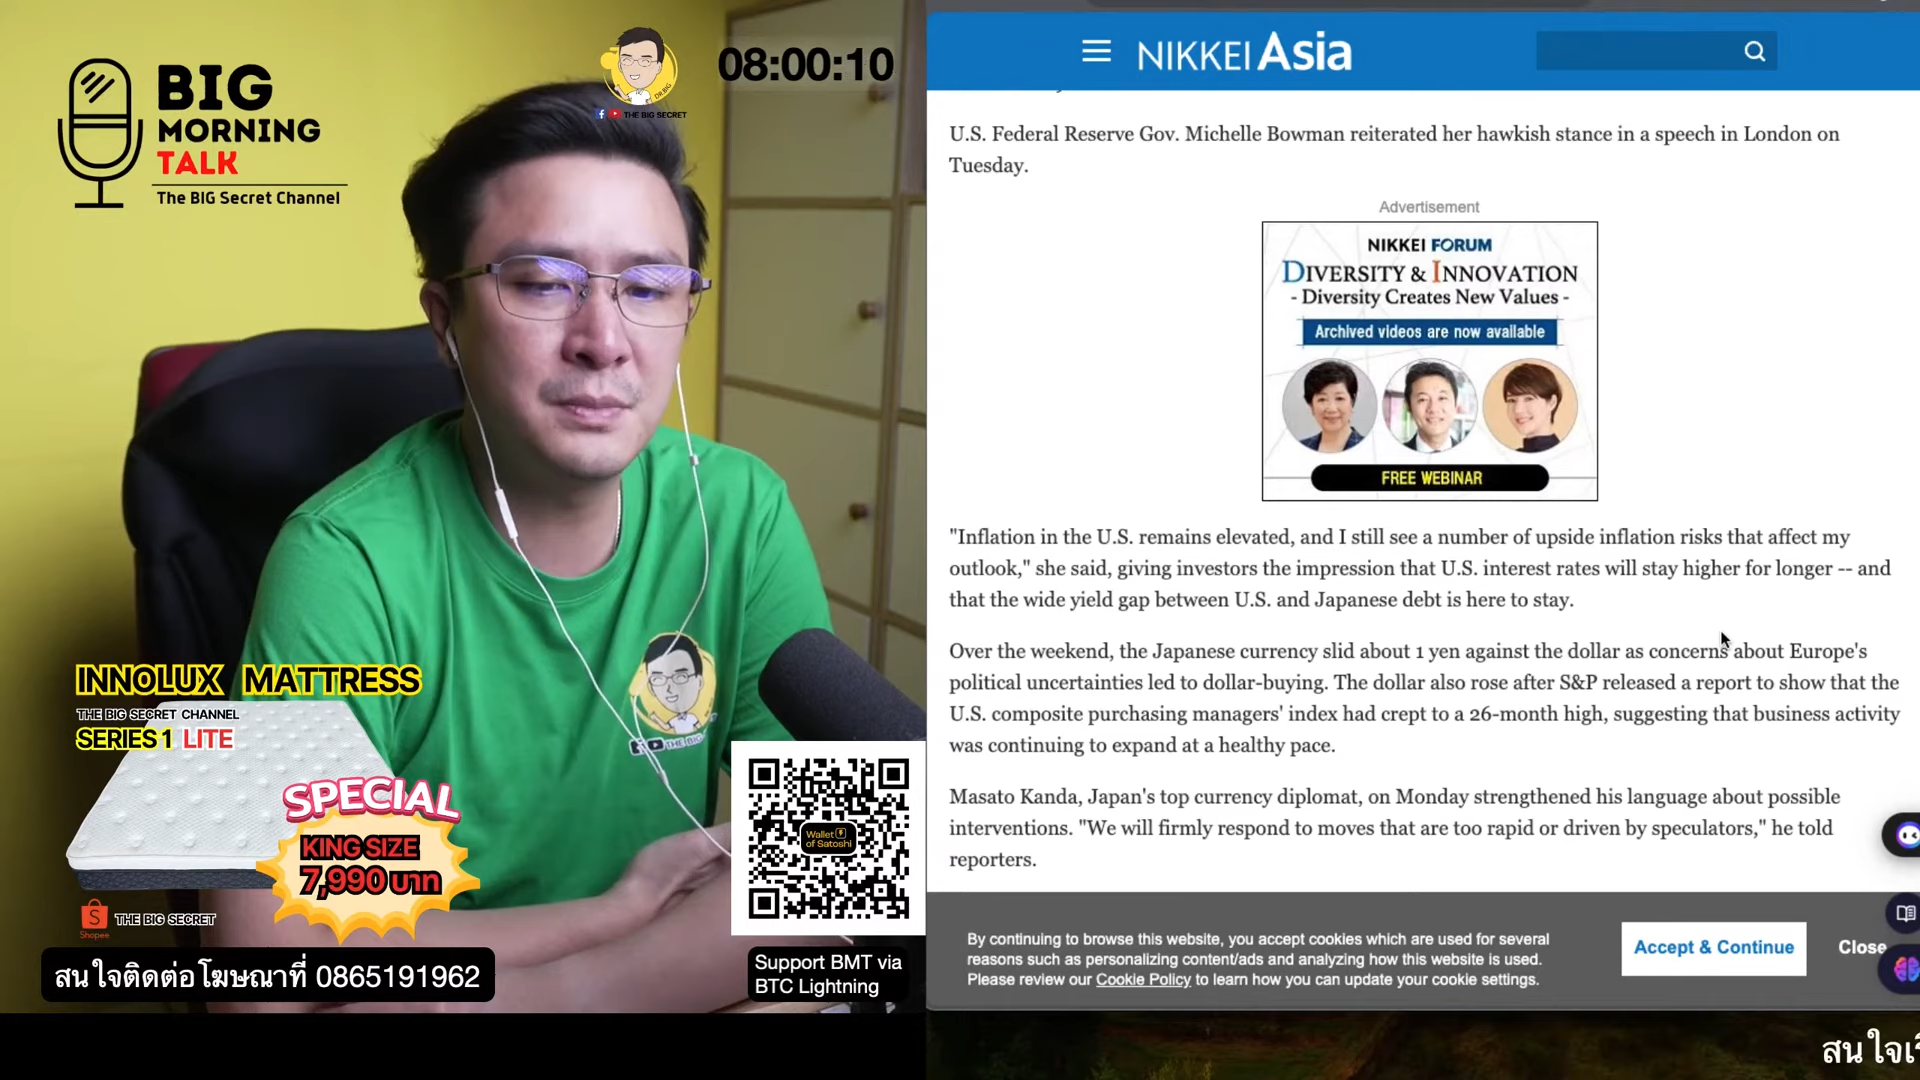 BIG
MORNING
TALK
The BIG Secret Channel
DR.BIG
THE BIG SECRET
08:00:10
INNOLUX MATTRESS
THE BIG SECRET CHANNEL
SERIES 1 LITE
SPECIAL
KING SIZE
7,990 บาท
Shopee
THE BIG SECRET
สนใจติดต่อโฆษณาที่ 0865191962
THE BIG
Wallet
of Satoshi
Support BMT via
BTC Lightning
NIKKEI Asia
U.S. Federal Reserve Gov. Michelle Bowman reiterated her hawkish stance in a speech in London on
Tuesday.
Advertisement
NIKKEI FORUM
DIVERSITY & INNOVATION
- Diversity Creates New Values -
Archived videos are now available
FREE WEBINAR
"Inflation in the U.S. remains elevated, and I still see a number of upside inflation risks that affect my
outlook," she said, giving investors the impression that U.S. interest rates will stay higher for longer -- and
that the wide yield gap between U.S. and Japanese debt is here to stay.
Over the weekend, the Japanese currency slid about 1 yen against the dollar as concerns about Europe's
political uncertainties led to dollar-buying. The dollar also rose after S&P released a report to show that the
U.S. composite purchasing managers' index had crept to a 26-month high, suggesting that business activity
was continuing to expand at a healthy pace.
Masato Kanda, Japan's top currency diplomat, on Monday strengthened his language about possible
interventions. "We will firmly respond to moves that are too rapid or driven by speculators," he told
reporters.
By continuing to browse this website, you accept cookies which are used for several
reasons such as personalizing content/ads and analyzing how this website is used.
Please review our Cookie Policy to learn how you can update your cookie settings.
Accept & Continue
Close
สนใจ